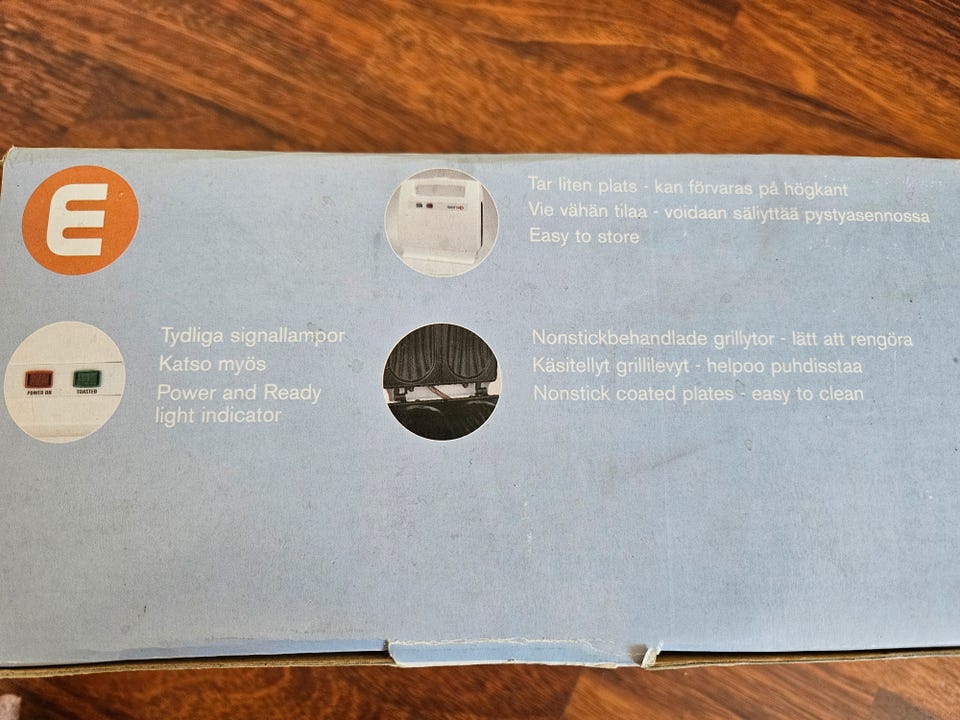 E
Tar liten plats - kan förvaras på högkant
Vie vähän tilaa - voidaan säliyttää pystyasennossa
Easy to store
Tydliga signallampor
Katso myös
Power and Ready
light indicator
POWER ON
TOASTED
Nonstickbehandlade grillytor - lätt att rengöra
Käsitellyt grillilevyt - helpoo puhdisstaa
Nonstick coated plates - easy to clean